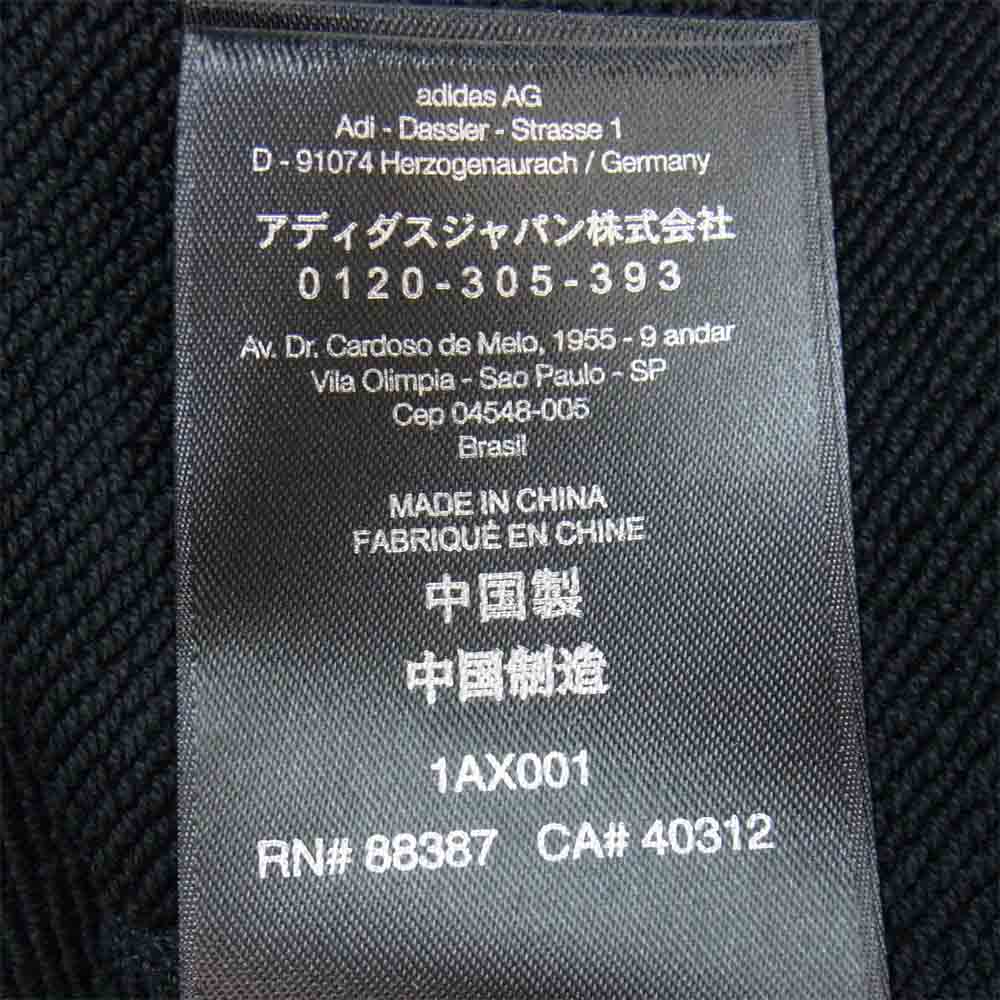 adidas AG
Adi - Dassler - Strasse 1
D - 91074 Herzogenaurach / Germany
アディダスジャパン株式会社
0120-305-393
Av. Dr. Cardoso de Melo, 1955 - 9 andar
Vila Olimpia - Sao Paulo - SP
Cep 04548-005
Brasil
MADE IN CHINA
FABRIQUÉ EN CHINE
中国製
中国制造
1AX001
RN# 88387 CA# 40312